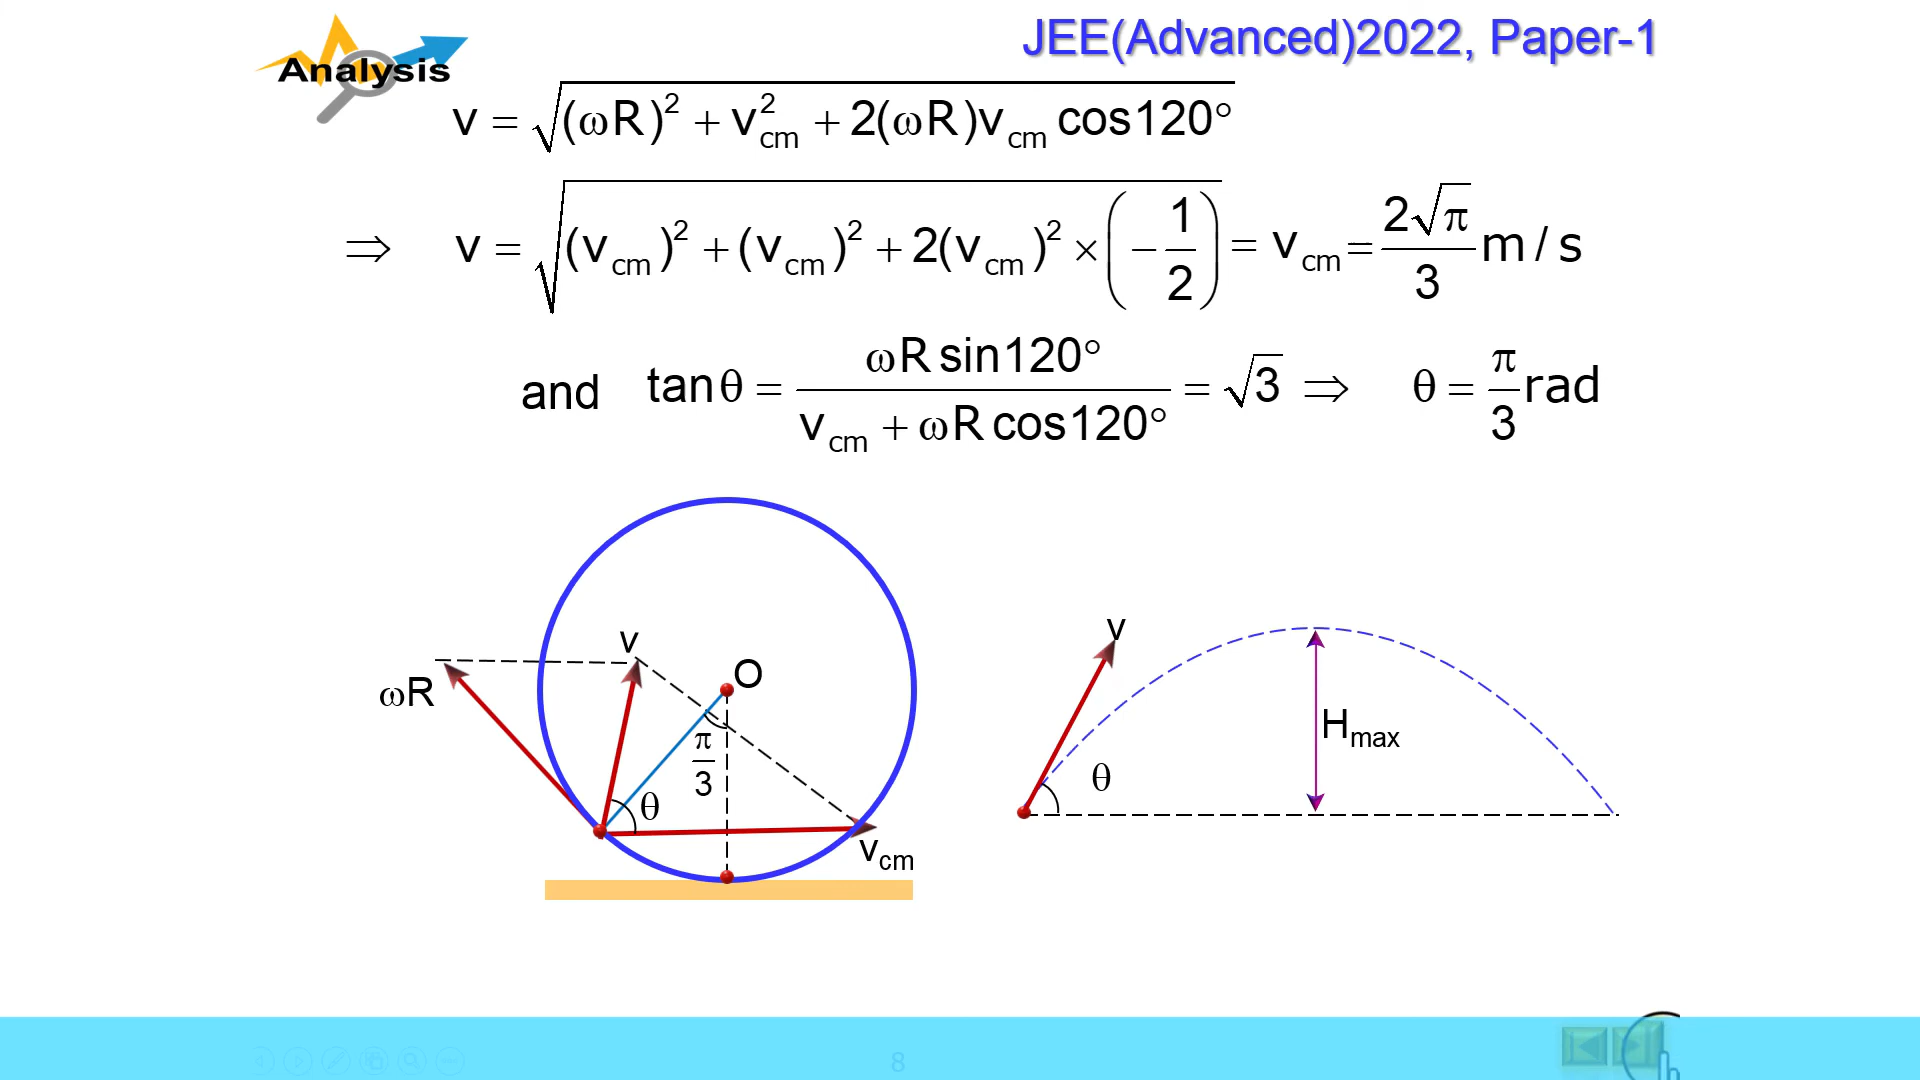 JEE(Advanced)2022, Paper-1
Analysis
v = √((ωR)² + v²cm + 2(ωR)vcm cos120°)
⇒ v = √((vcm)² + (vcm)² + 2(vcm)² × (−1/2)) = vcm = 2√π/3 m / s
and tanθ = ωR sin120° / vcm + ωR cos120° = √3 ⇒ θ = π/3 rad
v
O
ωR
π/3
θ
vcm
v
Hmax
θ
8